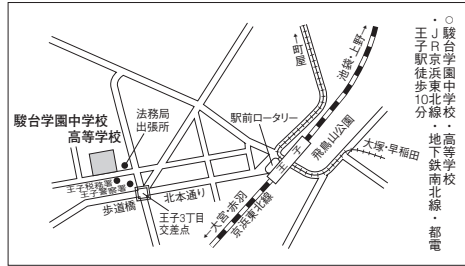 ○駿台学園中学校・高等学校
・JR京浜東北線・地下鉄南北線・都電
王子駅徒歩10分
←町屋
池袋・上野→
法務局
出張所
駿台学園中学校
高等学校
駅前ロータリー
王子
飛鳥山公園
大塚・早稲田
王子税務署
王子警察署
歩道橋
北本通り
王子3丁目
交差点
←大宮・赤羽
京浜東北線